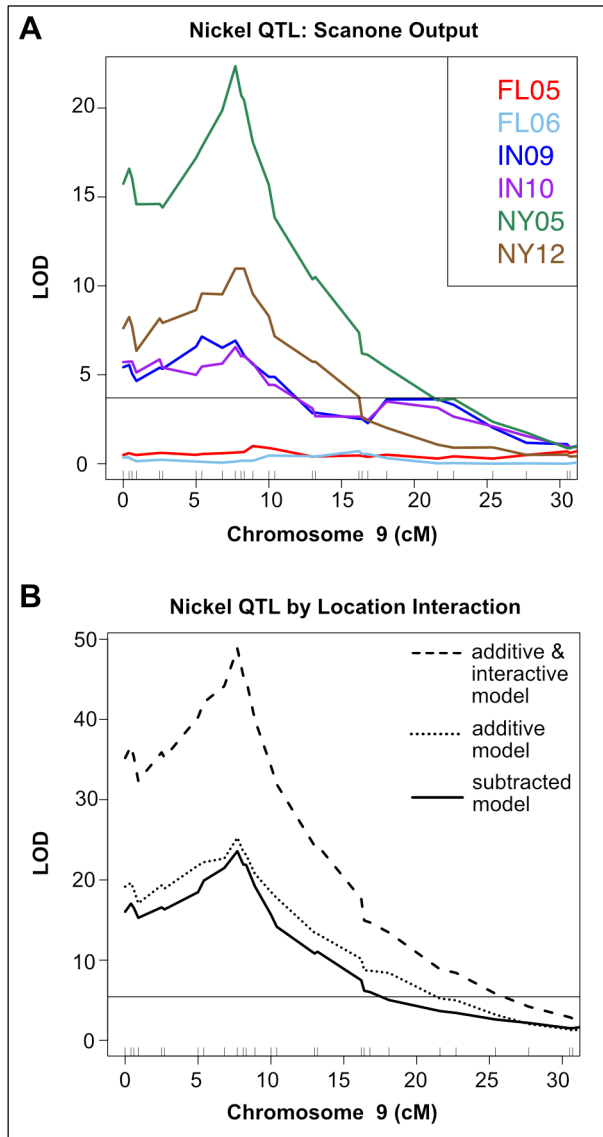 A
Nickel QTL: Scanone Output
LOD
20
15
10
5
0
FL05
FL06
IN09
IN10
NY05
NY12
0 5 10 15 20 25 30
Chromosome 9 (cM)
B
Nickel QTL by Location Interaction
LOD
50
40
30
20
10
0
additive &
interactive
model
additive
model
subtracted
model
0 5 10 15 20 25 30
Chromosome 9 (cM)